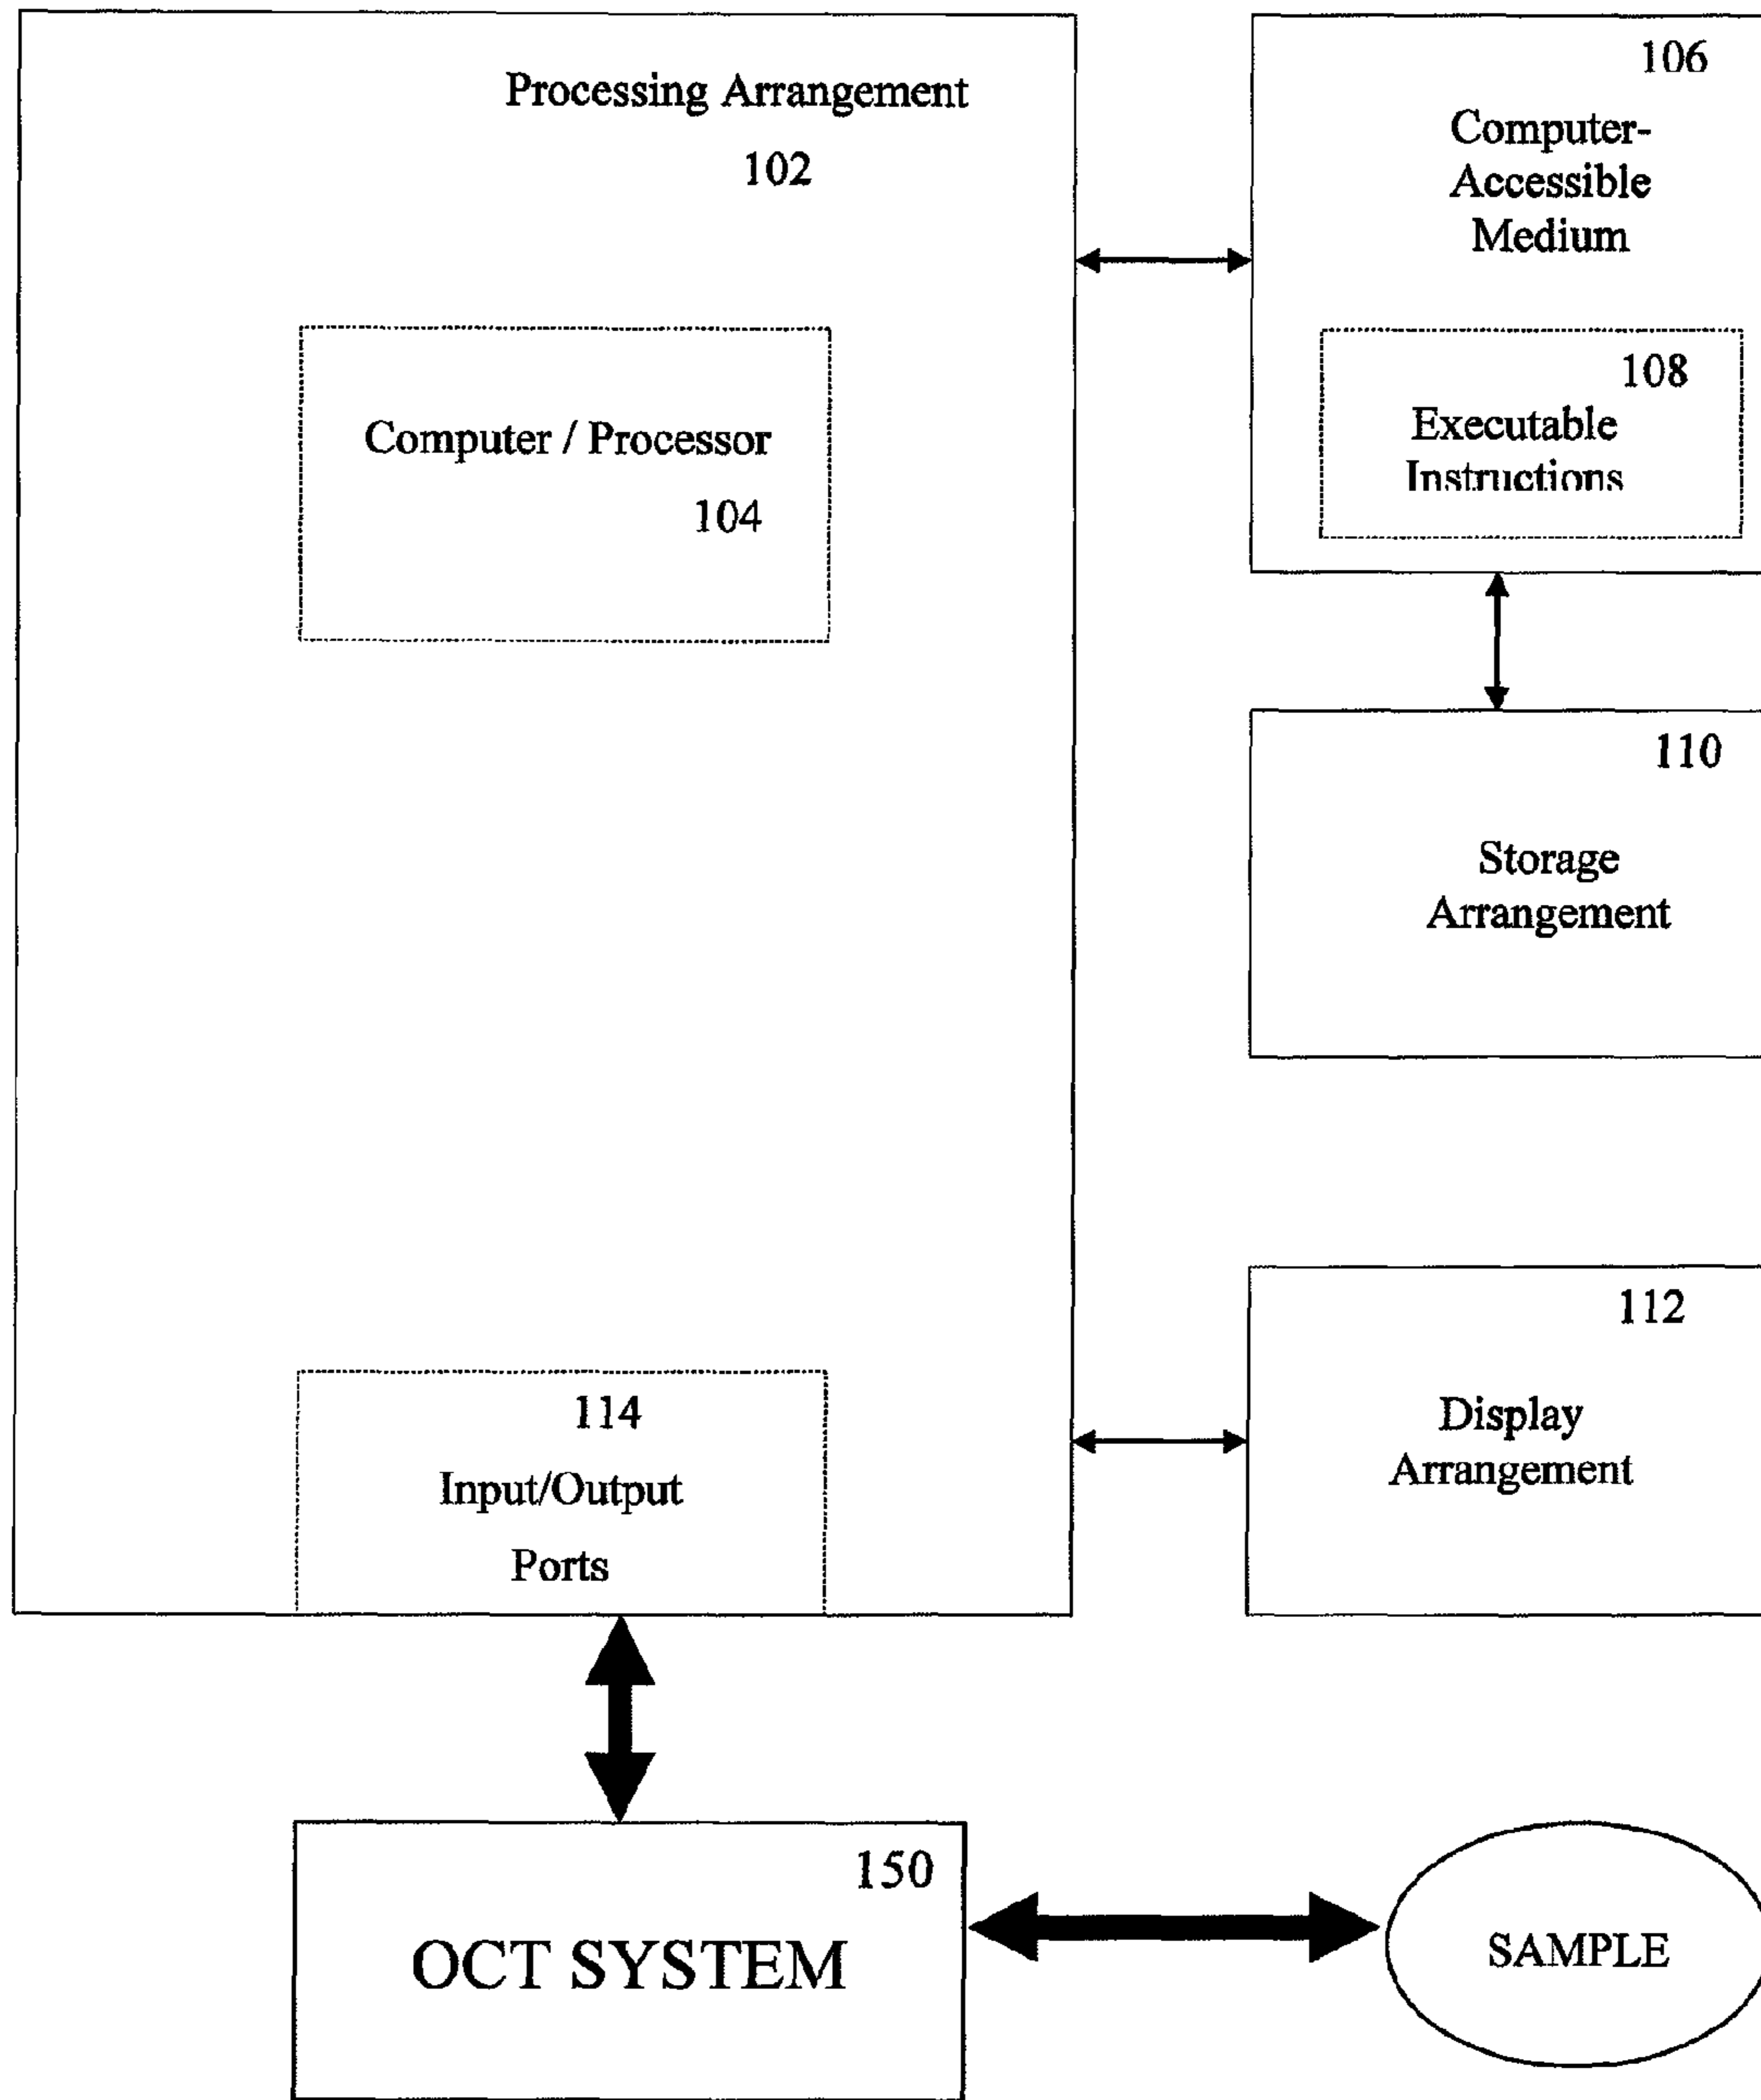 Processing Arrangement
102
Computer / Processor
104
106
Computer-
Accessible
Medium
108
Executable
Instructions
110
Storage
Arrangement
112
Display
Arrangement
114
Input/Output
Ports
150
OCT SYSTEM
SAMPLE